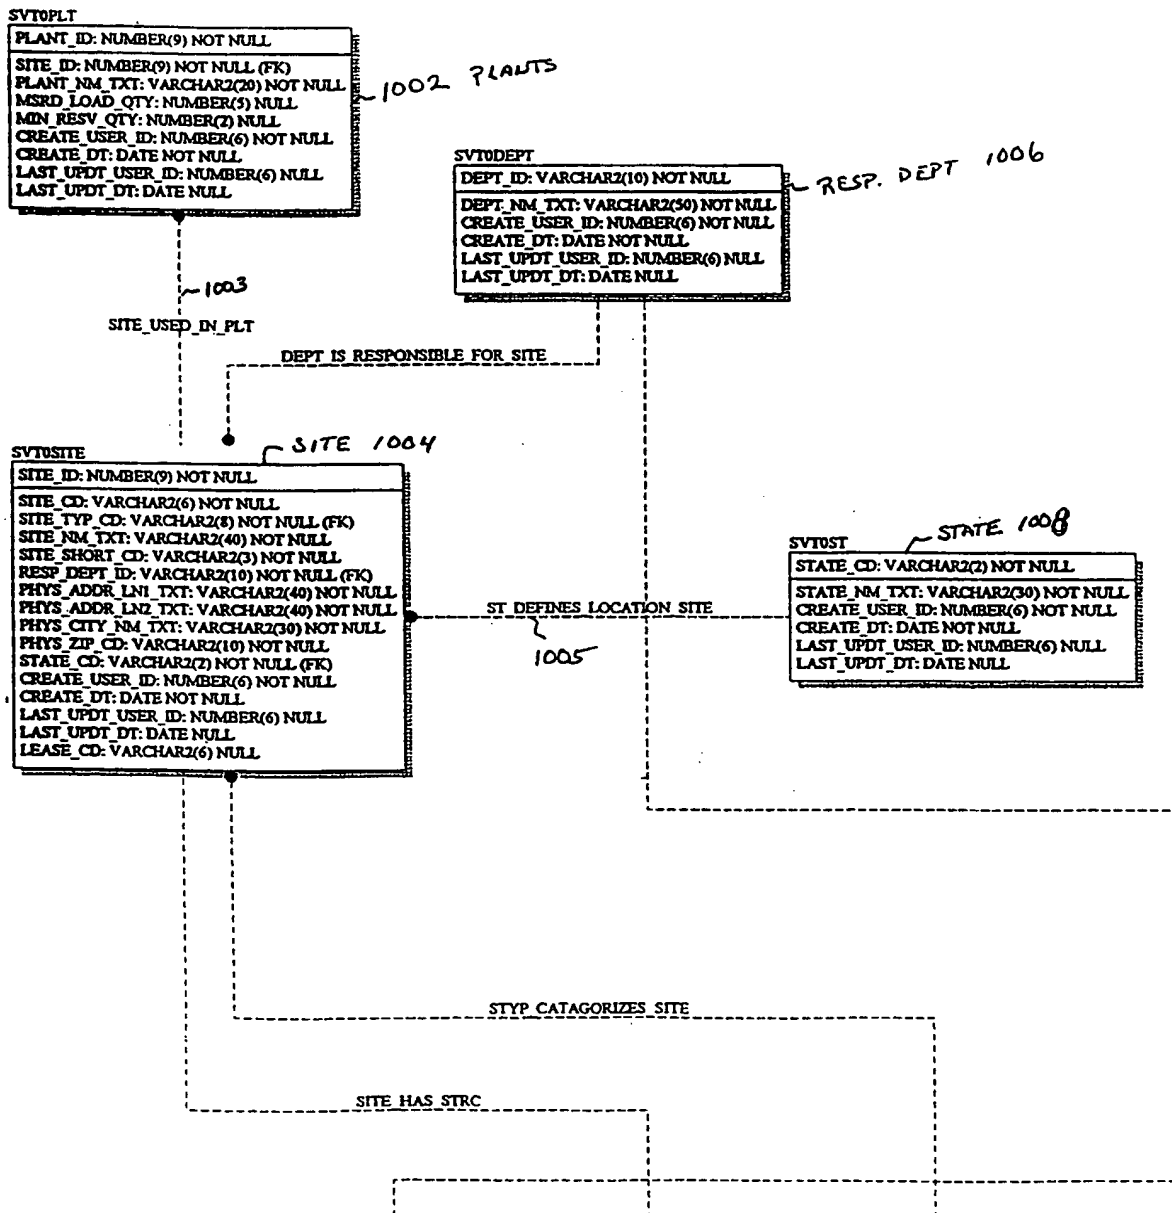 SVT0PLT
PLANT_ID: NUMBER(9) NOT NULL
SITE_ID: NUMBER(9) NOT NULL (FK)
PLANT_NM_TXT: VARCHAR2(20) NOT NULL
MSRD_LOAD_QTY: NUMBER(5) NULL
MIN_RESV_QTY: NUMBER(2) NULL
CREATE_USER_ID: NUMBER(6) NOT NULL
CREATE_DT: DATE NOT NULL
LAST_UPDT_USER_ID: NUMBER(6) NULL
LAST_UPDT_DT: DATE NULL
1002 PLANTS
SVT0DEPT
DEPT_ID: VARCHAR2(10) NOT NULL
DEPT_NM_TXT: VARCHAR2(50) NOT NULL
CREATE_USER_ID: NUMBER(6) NOT NULL
CREATE_DT: DATE NOT NULL
LAST_UPDT_USER_ID: NUMBER(6) NULL
LAST_UPDT_DT: DATE NULL
RESP. DEPT 1006
1003
SITE_USED_IN_PLT
DEPT IS RESPONSIBLE FOR SITE
SVT0SITE
SITE 1004
SITE_ID: NUMBER(9) NOT NULL
SITE_CD: VARCHAR2(6) NOT NULL
SITE_TYP_CD: VARCHAR2(8) NOT NULL (FK)
SITE_NM_TXT: VARCHAR2(40) NOT NULL
SITE_SHORT_CD: VARCHAR2(3) NOT NULL
RESP_DEPT_ID: VARCHAR2(10) NOT NULL (FK)
PHYS_ADDR_LN1_TXT: VARCHAR2(40) NOT NULL
PHYS_ADDR_LN2_TXT: VARCHAR2(40) NOT NULL
PHYS_CITY_NM_TXT: VARCHAR2(30) NOT NULL
PHYS_ZIP_CD: VARCHAR2(10) NOT NULL
STATE_CD: VARCHAR2(2) NOT NULL (FK)
CREATE_USER_ID: NUMBER(6) NOT NULL
CREATE_DT: DATE NOT NULL
LAST_UPDT_USER_ID: NUMBER(6) NULL
LAST_UPDT_DT: DATE NULL
LEASE_CD: VARCHAR2(6) NULL
ST DEFINES LOCATION SITE
1005
SVT0ST
STATE 1008
STATE_CD: VARCHAR2(2) NOT NULL
STATE_NM_TXT: VARCHAR2(30) NOT NULL
CREATE_USER_ID: NUMBER(6) NOT NULL
CREATE_DT: DATE NOT NULL
LAST_UPDT_USER_ID: NUMBER(6) NULL
LAST_UPDT_DT: DATE NULL
STYP CATAGORIZES SITE
SITE HAS STRC